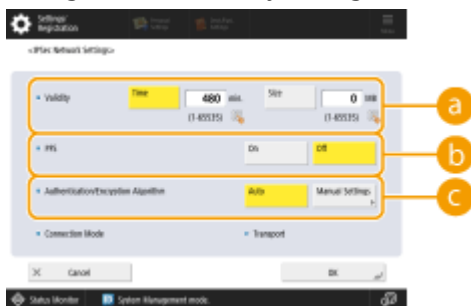 Settings/
Registration
Menu
<IPSec Network Settings>
Validity
Time
480 min.
Size
0 MB
(1-65535)
(1-65535)
a
PFS
On
Off
b
Authentication/Encryption Algorithm
Auto
Manual Settings
c
Connection Mode
Transport
Cancel
OK
Status Monitor
System Management mode.